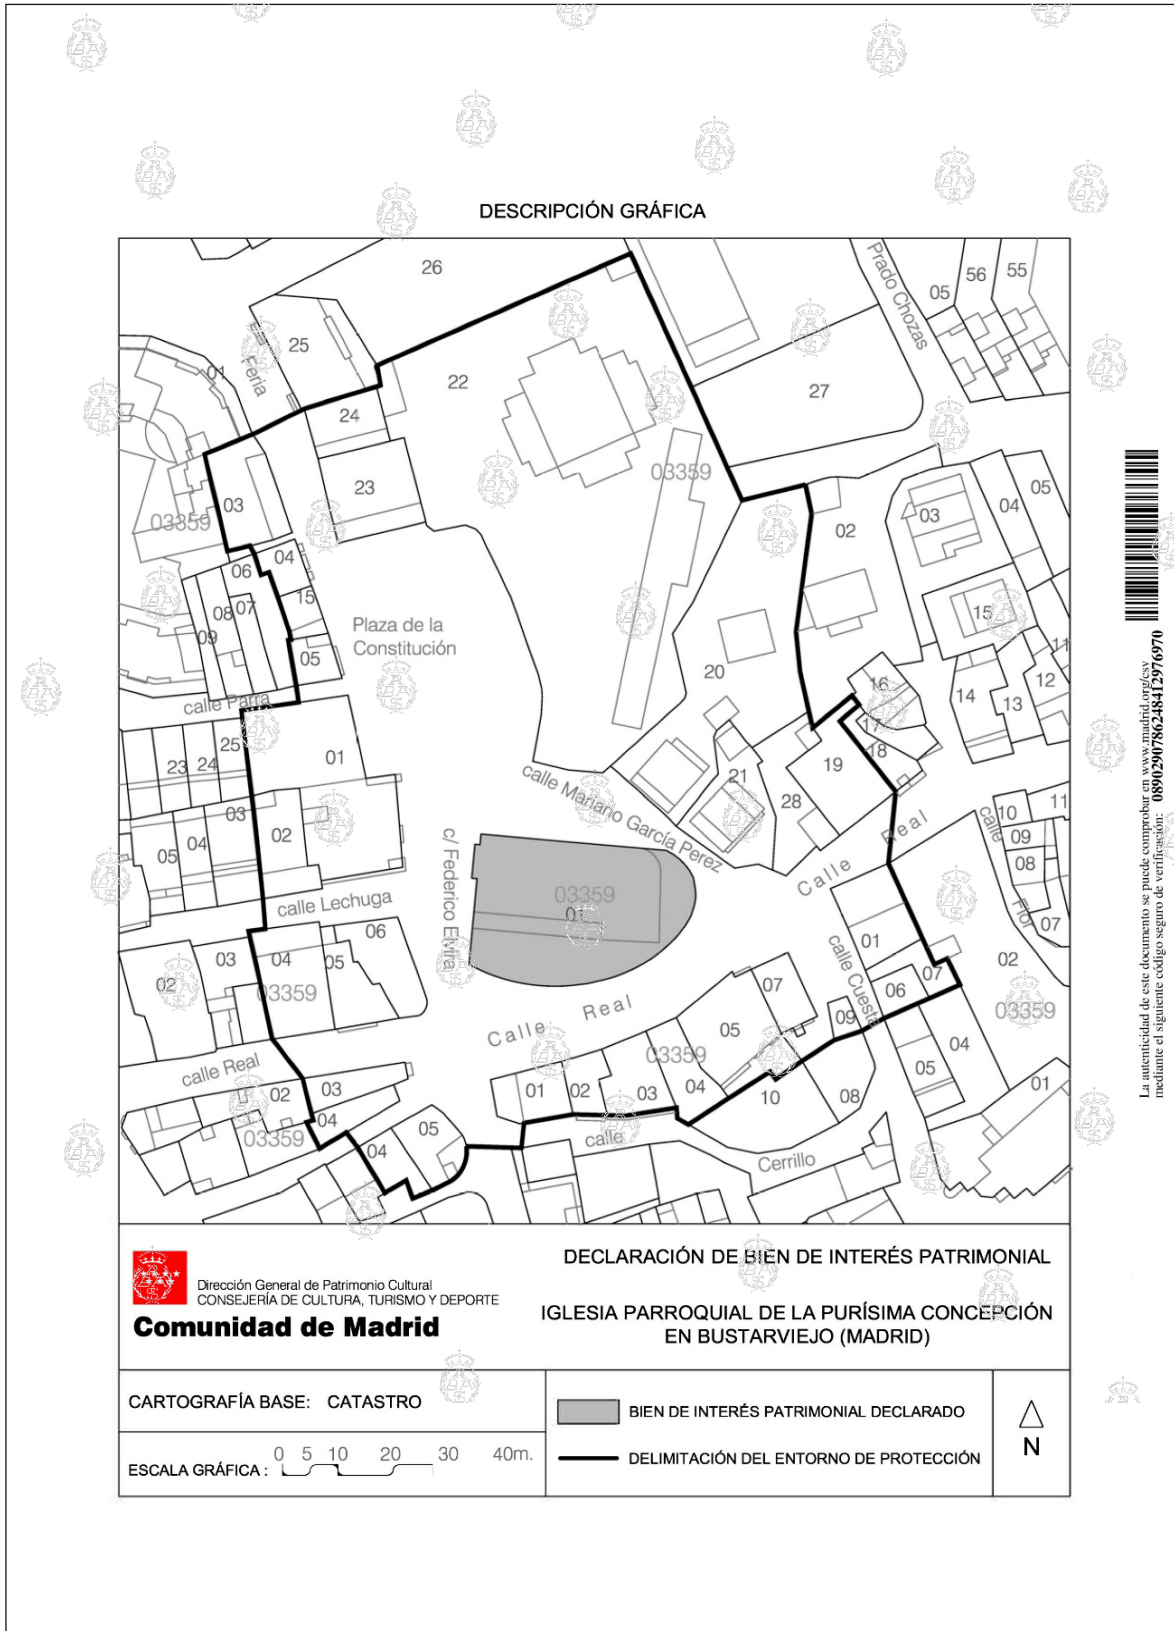 DESCRIPCIÓN GRÁFICA
26
56
55
05
Prado Chozas
25
Feria
01
22
27
24
23
03
03359
03359
02
03
04
05
04
06
08
07
09
15
05
Plaza de la
Constitución
20
15
16
14
13
12
11
17
18
19
calle Parra
25
23
24
01
03
02
04
05
21
28
calle Mariano García Perez
c/ Federico Elvira
Calle Real
calle Flor
10
11
09
08
07
02
03359
01
calle Lechuga
06
05
04
03
02
03359
calle Cuesta
01
06
07
03359
04
05
01
calle Real
Calle Real
07
05
09
03359
02
03
04
03359
04
05
01
02
03
04
10
08
calle
Cerrillo
Dirección General de Patrimonio Cultural
CONSEJERÍA DE CULTURA, TURISMO Y DEPORTE
Comunidad de Madrid
DECLARACIÓN DE BIEN DE INTERÉS PATRIMONIAL
IGLESIA PARROQUIAL DE LA PURÍSIMA CONCEPCIÓN
EN BUSTARVIEJO (MADRID)
CARTOGRAFÍA BASE: CATASTRO
ESCALA GRÁFICA :
0 5 10 20 30 40m.
BIEN DE INTERÉS PATRIMONIAL DECLARADO
DELIMITACIÓN DEL ENTORNO DE PROTECCIÓN
N
La autenticidad de este documento se puede comprobar en www.madrid.org/csv
mediante el siguiente código seguro de verificación: 0890290786248412976970